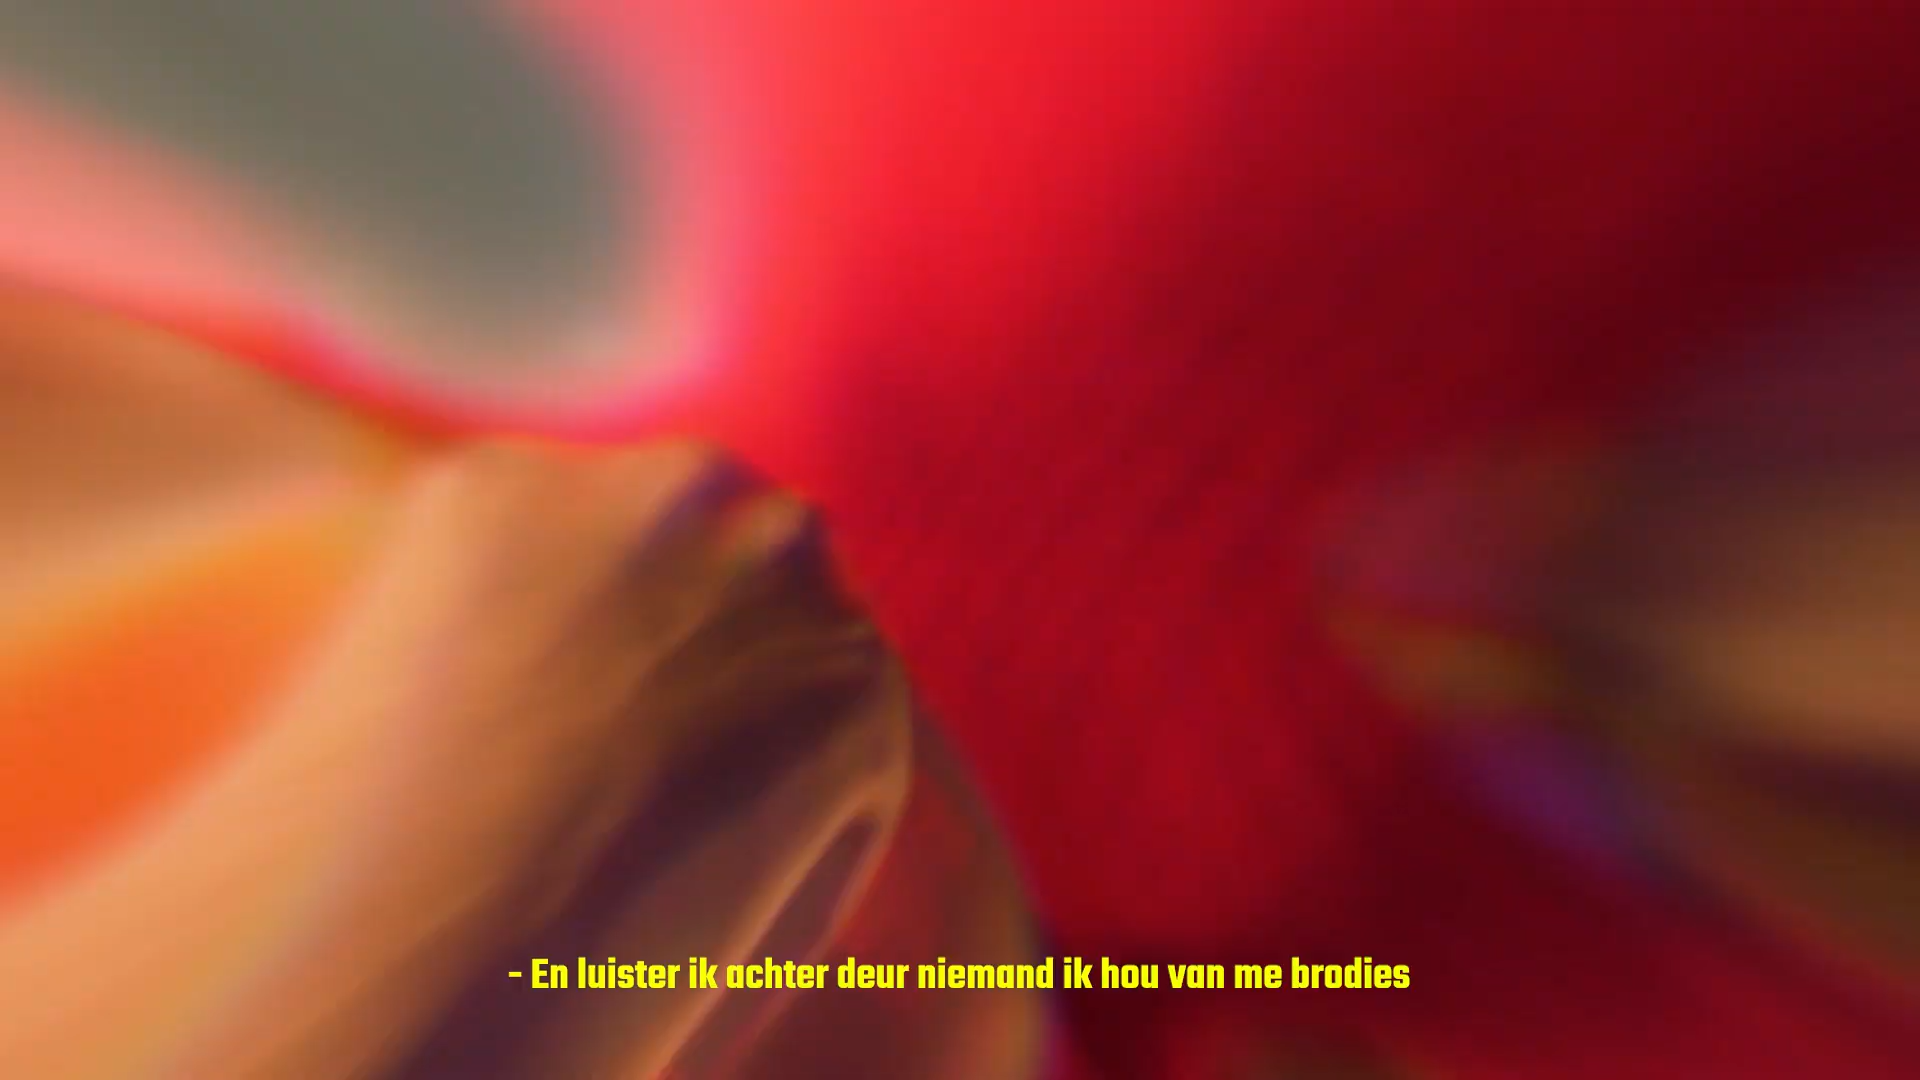 - En luister ik achter deur niemand ik hou van me brodies